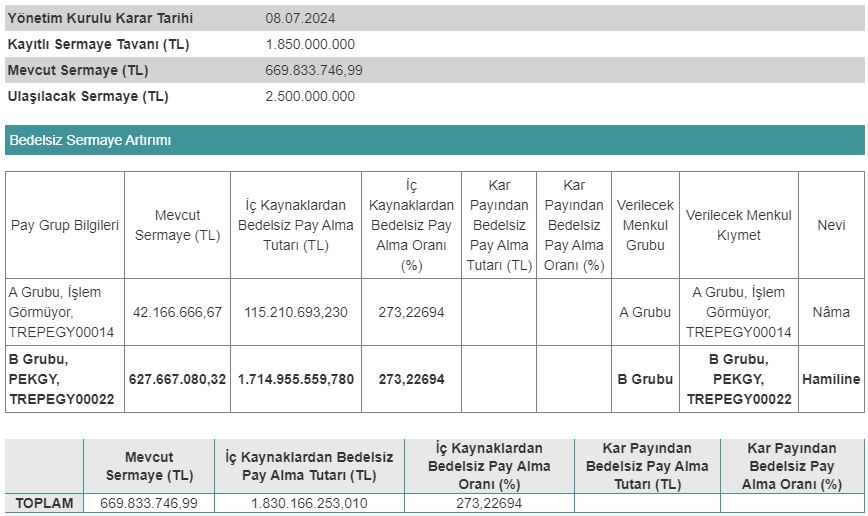 Yönetim Kurulu Karar Tarihi 08.07.2024
Kayıtlı Sermaye Tavanı (TL) 1.850.000.000
Mevcut Sermaye (TL) 669.833.746,99
Ulaşılacak Sermaye (TL) 2.500.000.000
Bedelsiz Sermaye Artırımı
Pay Grup Bilgileri
Mevcut
Sermaye (TL)
İç Kaynaklardan
Bedelsiz Pay Alma
Tutarı (TL)
İç
Kaynaklardan
Bedelsiz Pay
Alma Oranı
(%)
Kar
Payından
Bedelsiz
Pay Alma
Tutarı (TL)
Kar
Payından
Bedelsiz
Pay Alma
Oranı (%)
Verilecek
Menkul
Grubu
Verilecek Menkul
Kıymet
Nevi
A Grubu, İşlem
Görmüyor,
TREPEGY00014
42.166.666,67
115.210.693,230
273,22694
A Grubu
A Grubu, İşlem
Görmüyor,
TREPEGY00014
Nâma
B Grubu,
PEKGY,
TREPEGY00022
627.667.080,32
1.714.955.559,780
273,22694
B Grubu
B Grubu,
PEKGY,
TREPEGY00022
Hamiline
Mevcut
Sermaye (TL)
İç Kaynaklardan Bedelsiz
Pay Alma Tutarı (TL)
İç Kaynaklardan
Bedelsiz Pay Alma
Oranı (%)
Kar Payından
Bedelsiz Pay Alma
Tutarı (TL)
Kar Payından
Bedelsiz Pay
Alma Oranı (%)
TOPLAM 669.833.746,99 1.830.166.253,010 273,22694